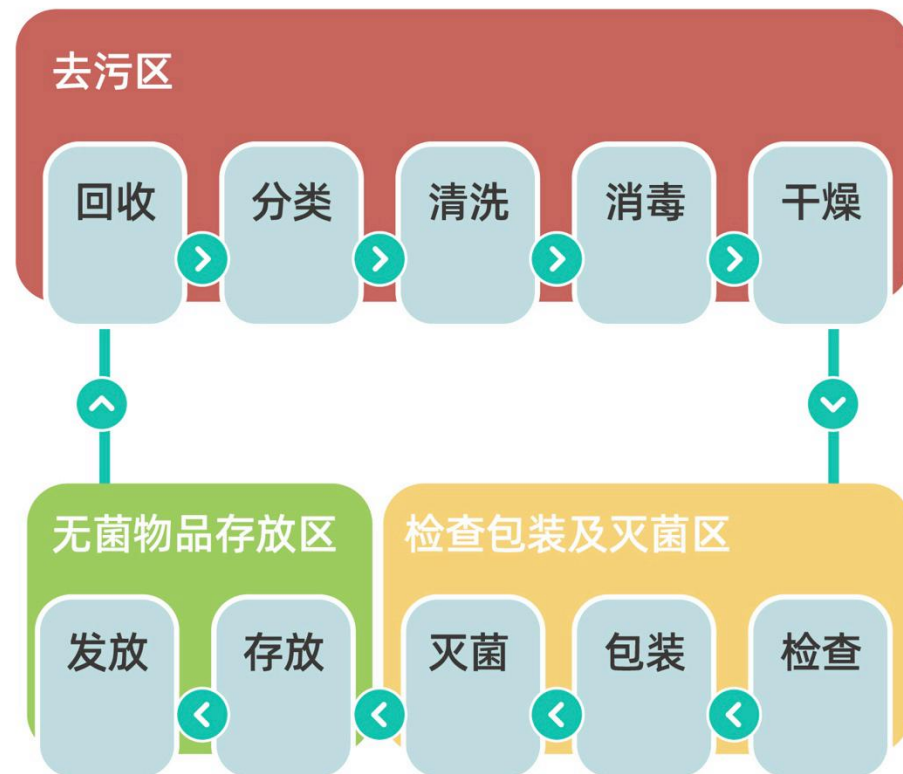 去污区
回收
分类
清洗
消毒
干燥
无菌物品存放区
检查包装及灭菌区
发放
存放
灭菌
包装
检查